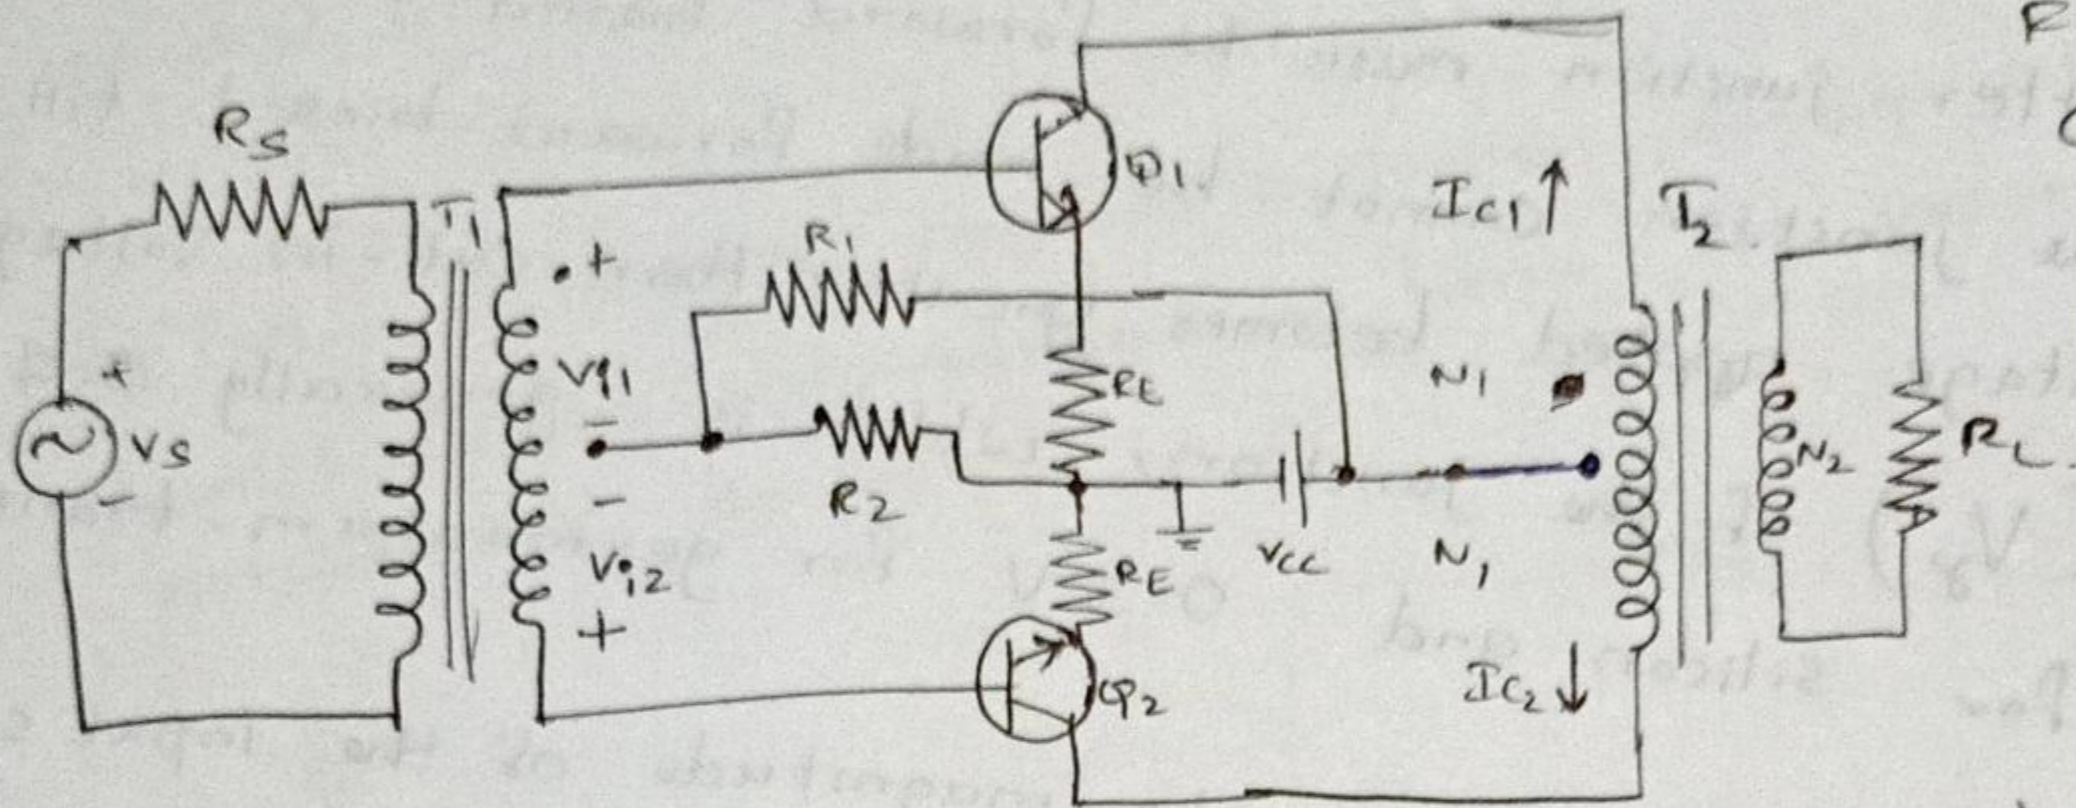 RS
T1
+
Vi1
-
-
Vi2
+
+
VS
-
R1
R2
Q1
RE
RE
Q2
VCC
IC1 ↑
N1
N1
IC2 ↓
T2
N2
RL